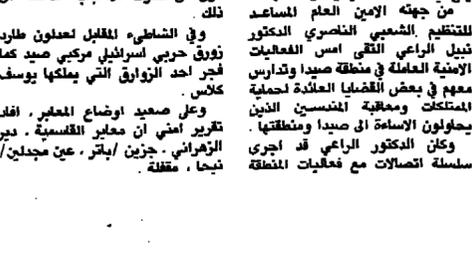 من جهته الامين العام المساعد
للتنظيم الشعبي الناصري الدكتور
نبيل الراعي التقى امس الفعاليات
الامنية العاملة في منطقة صيدا وتدارس
معهم في بعض القضايا العائدة لحماية
الممتلكات ومعاقبة المندسين الذين
يحاولون الاساءة الى صيدا ومنطقتها .
وكان الدكتور الراعي قد اجرى
سلسلة اتصالات مع فعاليات المنطقة
ذلك .
وفي الشاطىء المقابل لعدلون طارد
زورق حربي اسرائيلي مركبي صيد كما
فجر احد الزوارق التي يملكها يوسف
كلاس .
وعلى صعيد اوضاع المعابر ، افاد
تقرير امني ان معابر القاسمية ، دير
الزهراني ، جزين /باتر ، عين مجدلين/
نيحا ، مقفلة .